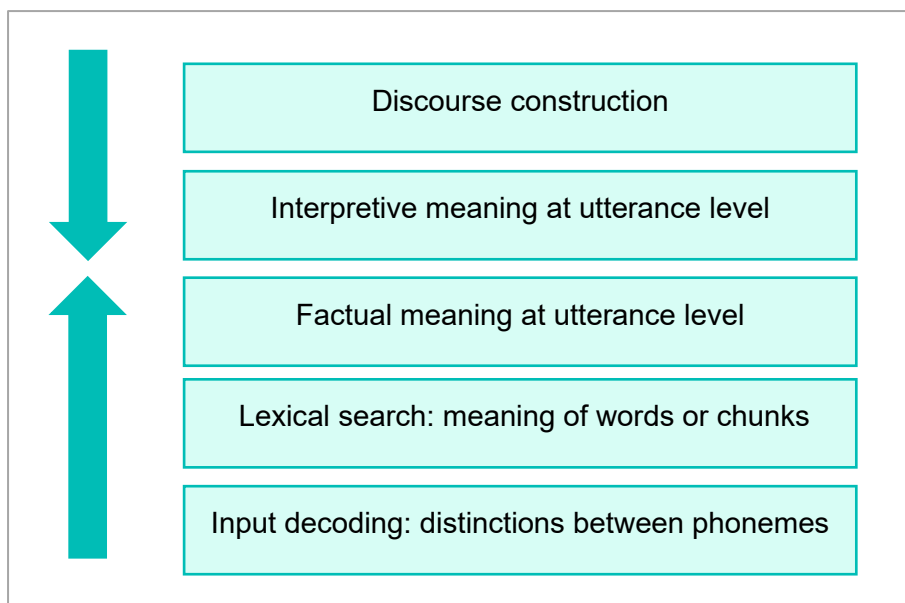 Discourse construction
Interpretive meaning at utterance level
Factual meaning at utterance level
Lexical search: meaning of words or chunks
Input decoding: distinctions between phonemes